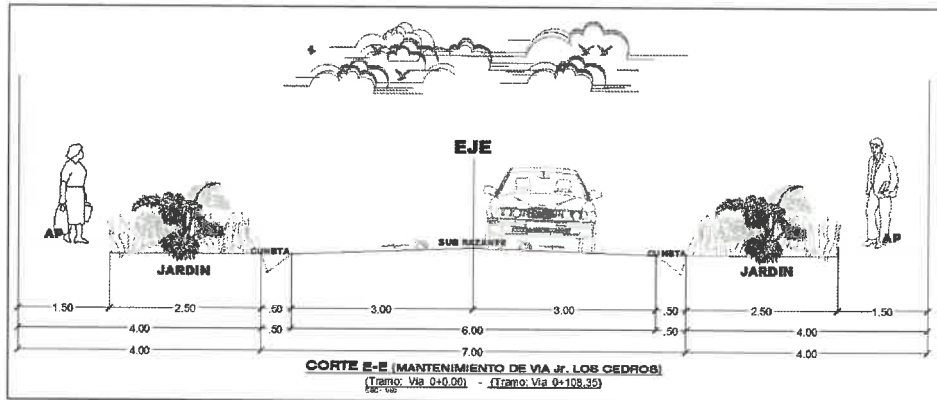 EJE
AP
AP
CUNETA
SUB RAZANTE
CUNETA
JARDIN
JARDIN
1.50
2.50
.50
3.00
3.00
.50
2.50
1.50
4.00
.50
6.00
.50
4.00
4.00
7.00
4.00
CORTE E-E (MANTENIMIENTO DE VIA Jr. LOS CEDROS)
(Tramo: Via 0+0.00) - (Tramo: Via 0+108.35)